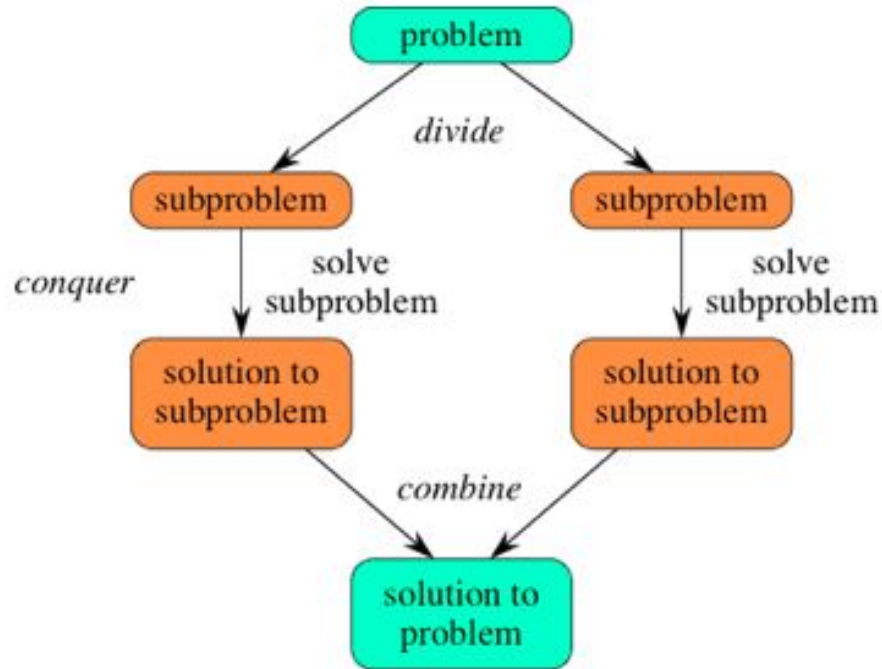 problem
divide
subproblem
subproblem
conquer
solve
subproblem
solve
subproblem
solution to
subproblem
solution to
subproblem
combine
solution to
problem